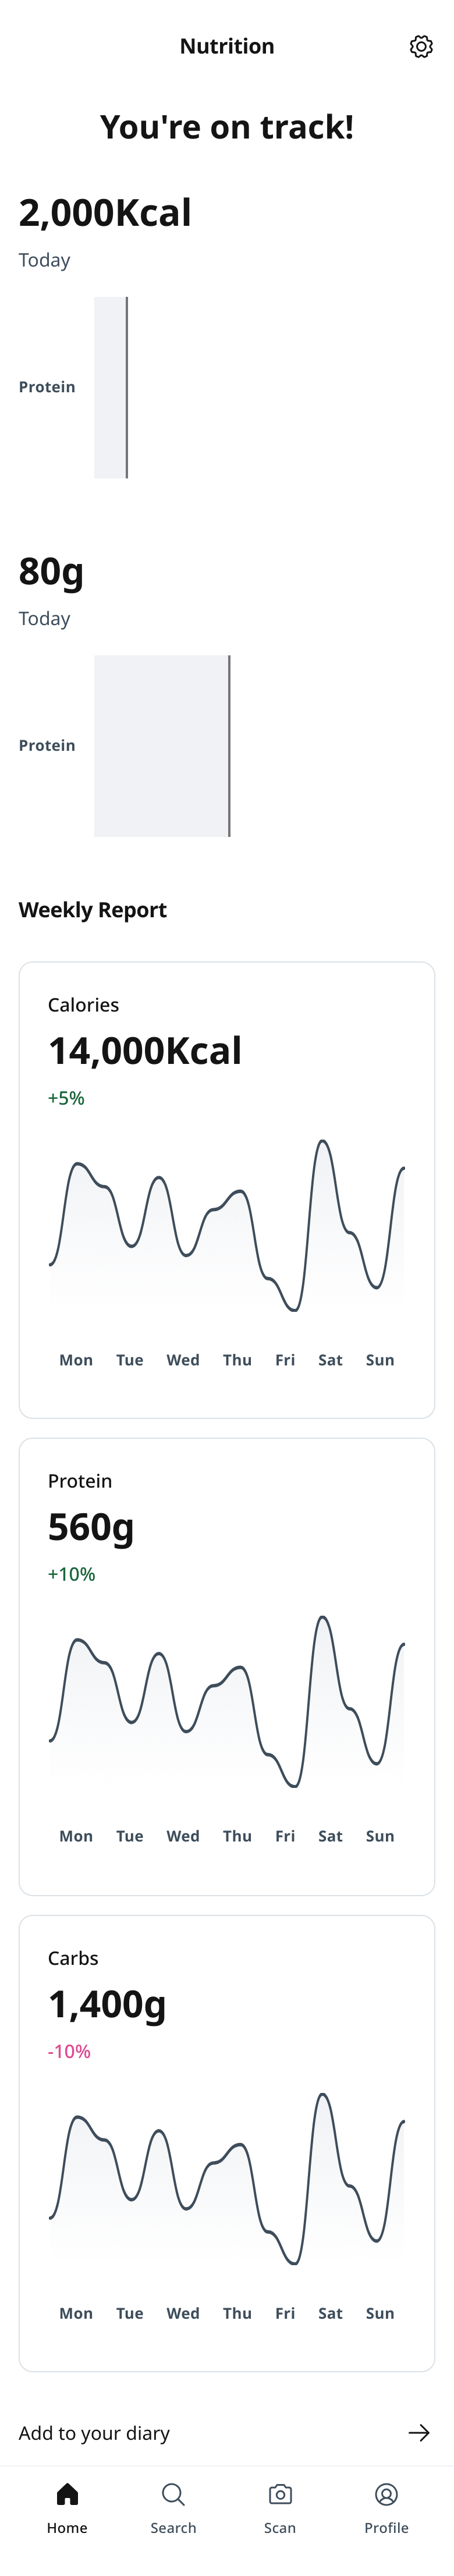 Nutrition
You're on track!
2,000Kcal
Today
Protein
80g
Today
Protein
Weekly Report
Calories
14,000Kcal
+5%
Mon Tue Wed Thu Fri Sat Sun
Protein
560g
+10%
Mon Tue Wed Thu Fri Sat Sun
Carbs
1,400g
-10%
Mon Tue Wed Thu Fri Sat Sun
Add to your diary
Home Search Scan Profile